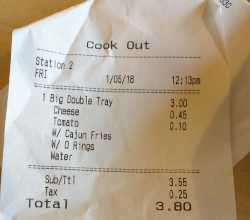 Cook Out
Station 2
FRI 1/05/18 12:13pm
1 Big Double Tray 3.00
Cheese 0.45
Tomato 0.10
W/ Cajun Fries
W/ O Rings
Water
Sub/Ttl 3.55
Tax 0.25
Total 3.80